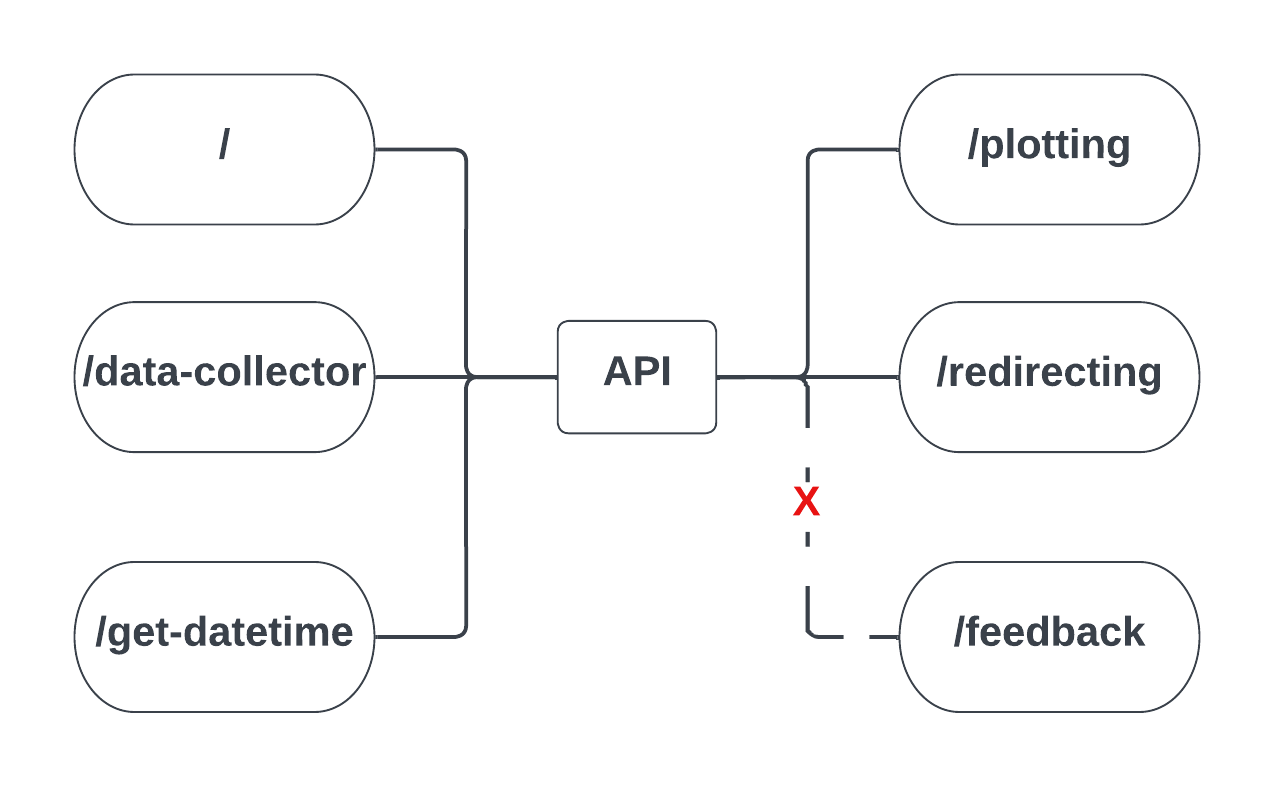 /
/plotting
/data-collector
API
/redirecting
X
/get-datetime
/feedback